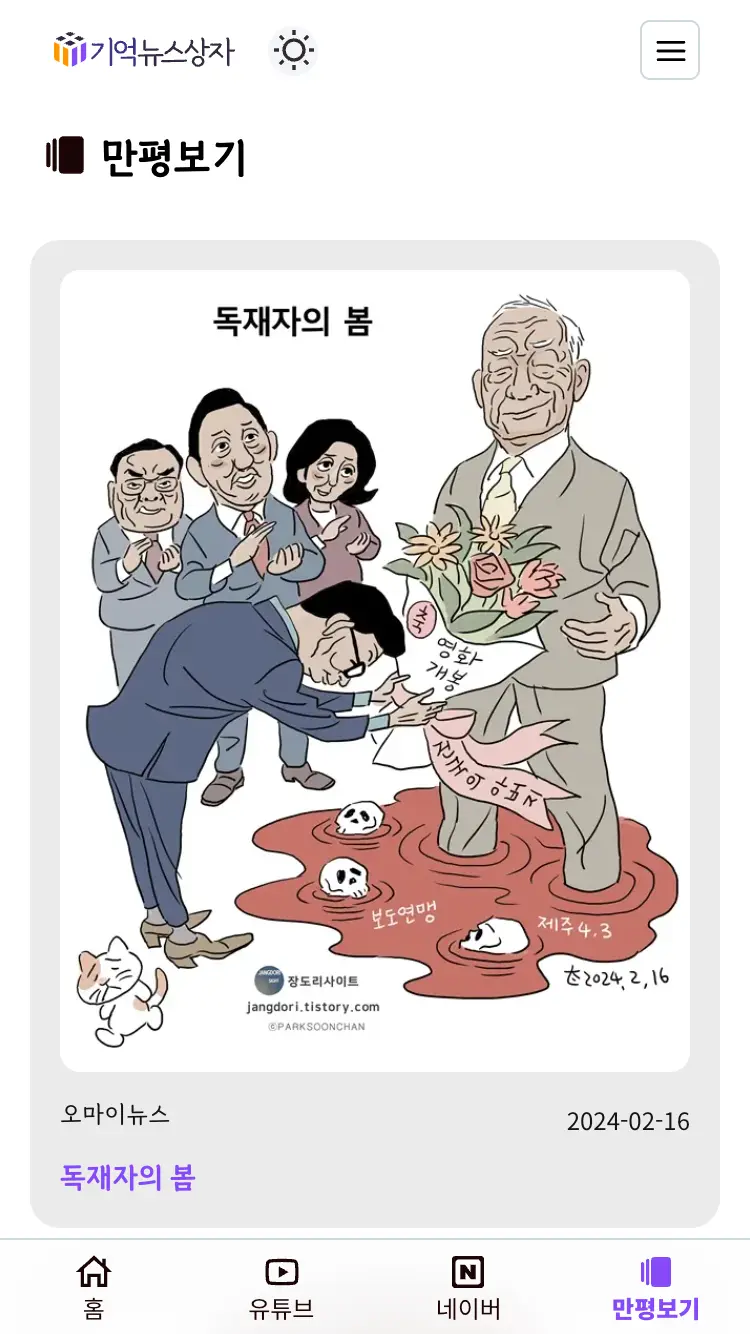 기억뉴스상자
만평보기
독재자의 봄
축
영화
개봉
보도연맹
제주4.3
2024.2,16
JANGDORI
장도리사이트
jangdori.tistory.com
©PARKSOONCHAN
오마이뉴스
2024-02-16
독재자의 봄
홈
유튜브
네이버
만평보기